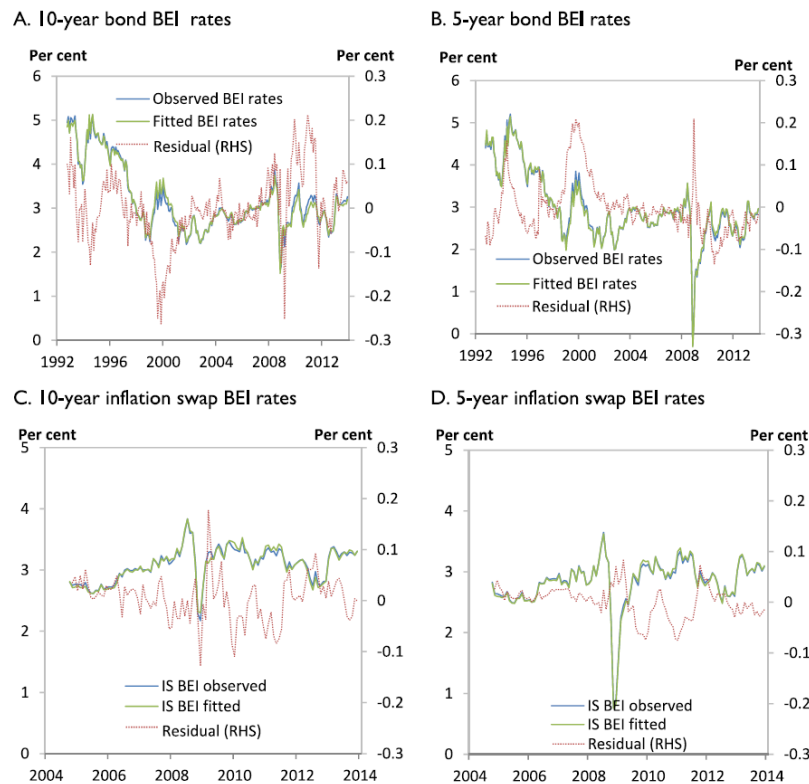 A. 10-year bond BEI rates
Per cent
Per cent
6
5
4
3
2
1
0
0.3
0.2
0.1
0
-0.1
-0.2
-0.3
Observed BEI rates
Fitted BEI rates
Residual (RHS)
1992 1996 2000 2004 2008 2012
B. 5-year bond BEI rates
Per cent
Per cent
6
5
4
3
2
1
0
0.3
0.2
0.1
0
-0.1
-0.2
-0.3
Observed BEI rates
Fitted BEI rates
Residual (RHS)
1992 1996 2000 2004 2008 2012
C. 10-year inflation swap BEI rates
Per cent
Per cent
5
4
3
2
1
0
0.3
0.2
0.1
0
-0.1
-0.2
-0.3
IS BEI observed
IS BEI fitted
Residual (RHS)
2004 2006 2008 2010 2012 2014
D. 5-year inflation swap BEI rates
Per cent
Per cent
5
4
3
2
1
0
0.3
0.2
0.1
0
-0.1
-0.2
-0.3
IS BEI observed
IS BEI fitted
Residual (RHS)
2004 2006 2008 2010 2012 2014